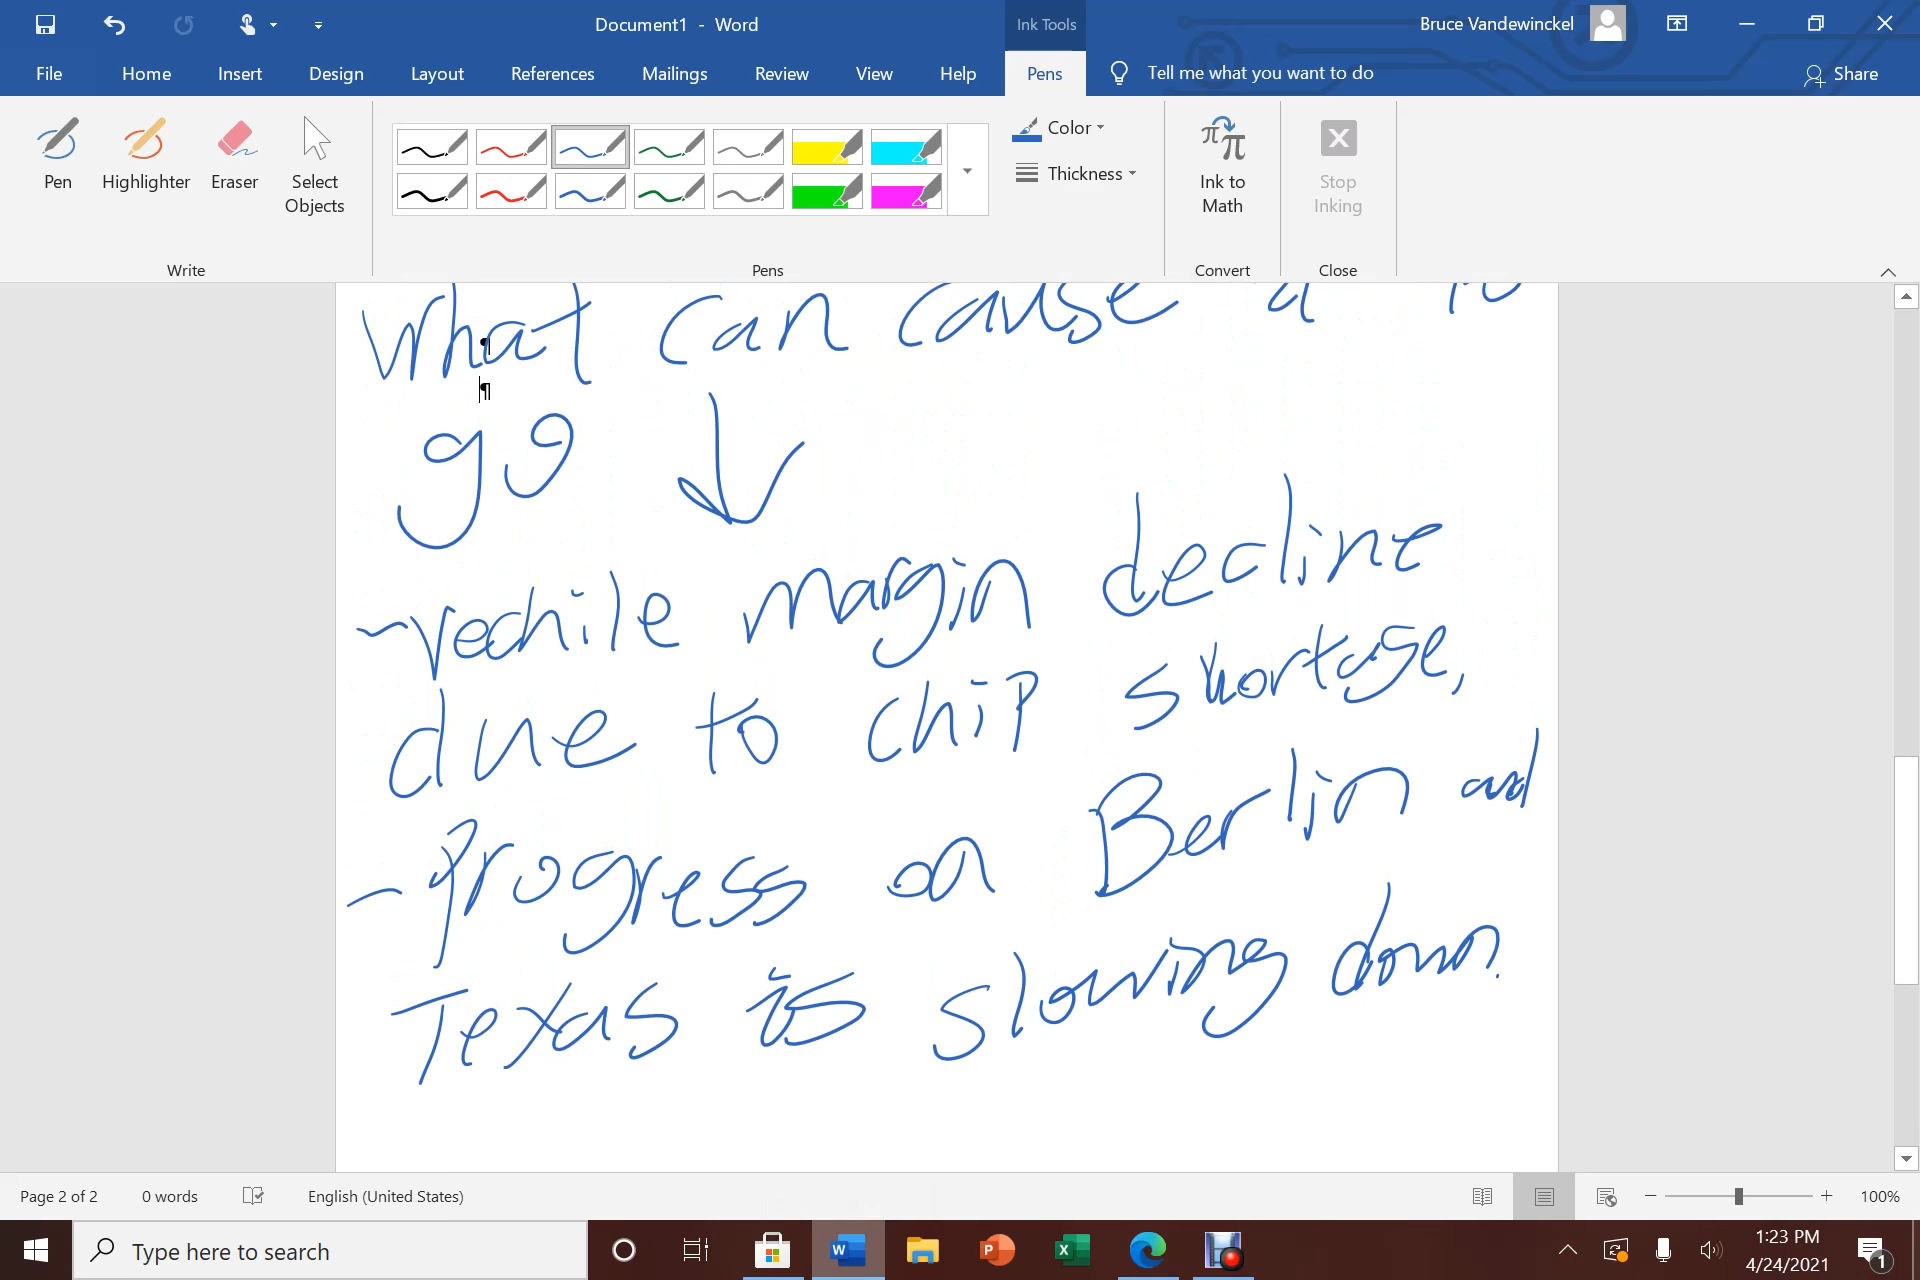 Document1 - Word
Ink Tools
Bruce Vandewinckel
File Home Insert Design Layout References Mailings Review View Help Pens Tell me what you want to do Share
Pen Highlighter Eraser Select Objects
Color
Thickness
Ink to Math
Stop Inking
Write Pens Convert Close
What can cause a to
go ↓
~vechile margin decline
due to chip shortage,
- Progress on Berlin and
Texas is slowing down.
Page 2 of 2 0 words English (United States) 100%
Type here to search
1:23 PM
4/24/2021
1